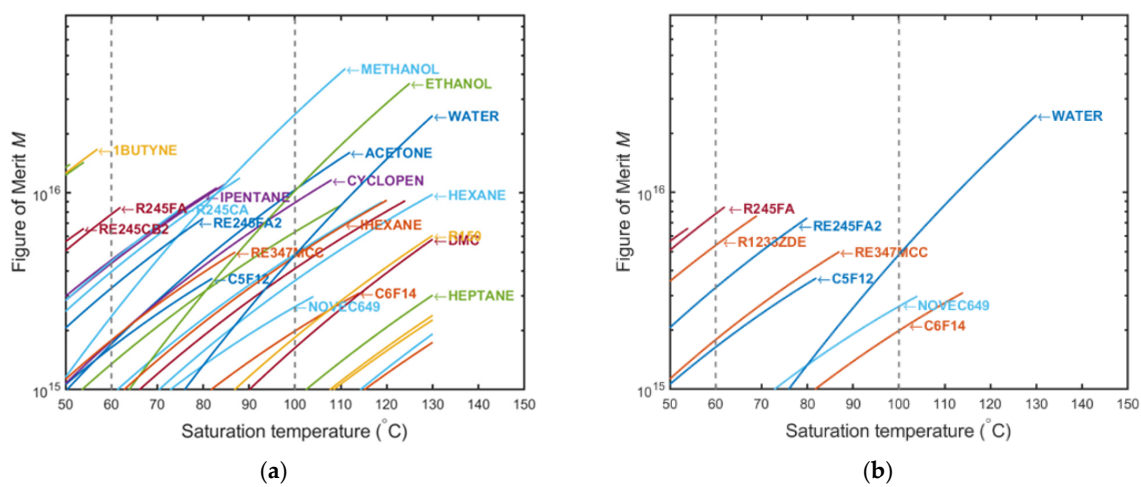 ←METHANOL
←ETHANOL
←WATER
←1BUTYNE
←ACETONE
←CYCLOPEN
IPENTANE
←HEXANE
←R245FA
R245CA
←RE245CB2
←RE245FA2
←IHEXANE
←R150
←DMC
←RE347MCC
←C5F12
←C6F14
←NOVEC649
←HEPTANE
Figure of Merit M
10^16
10^15
50 60 70 80 90 100 110 120 130 140 150
Saturation temperature (°C)
(a)
←WATER
←R245FA
←RE245FA2
←R1233ZDE
←RE347MCC
←C5F12
←NOVEC649
←C6F14
Figure of Merit M
10^16
10^15
50 60 70 80 90 100 110 120 130 140 150
Saturation temperature (°C)
(b)